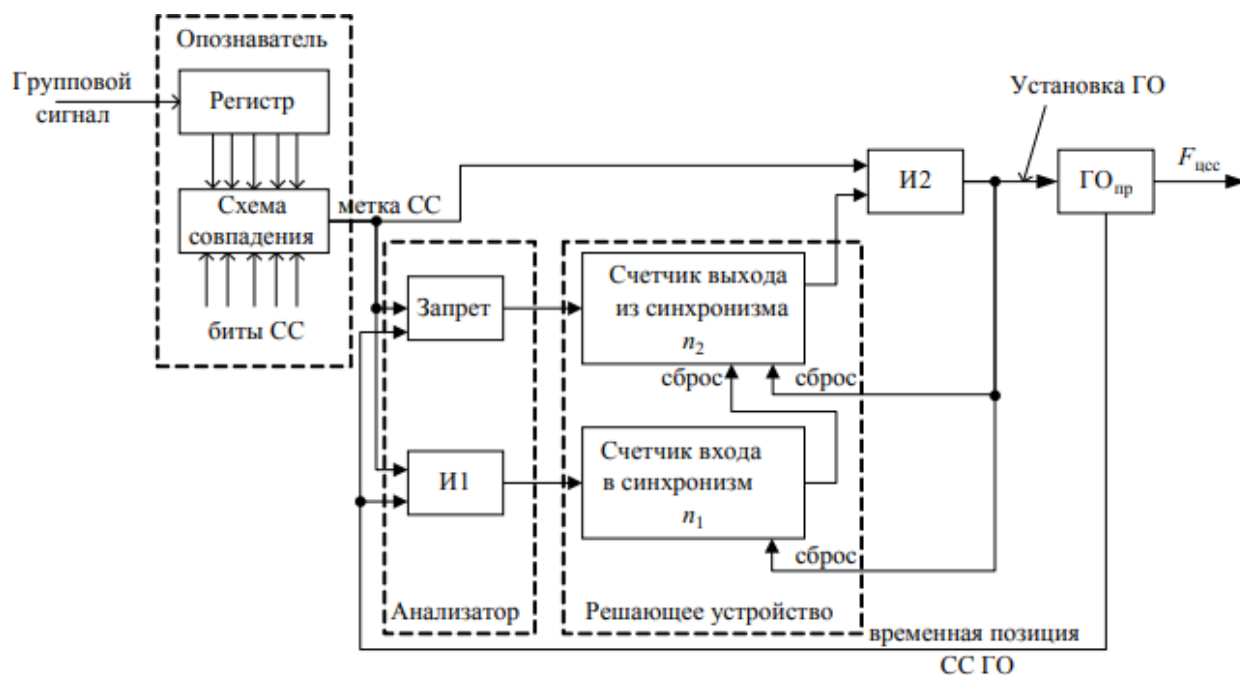 Опознаватель
Групповой
сигнал
Регистр
Установка ГО
Схема
совпадения
метка СС
И2
ГОпр
Fцсс
биты СС
Запрет
Счетчик выхода
из синхронизма
n2
сброс
сброс
И1
Счетчик входа
в синхронизм
n1
сброс
Анализатор
Решающее устройство
временная позиция
СС ГО